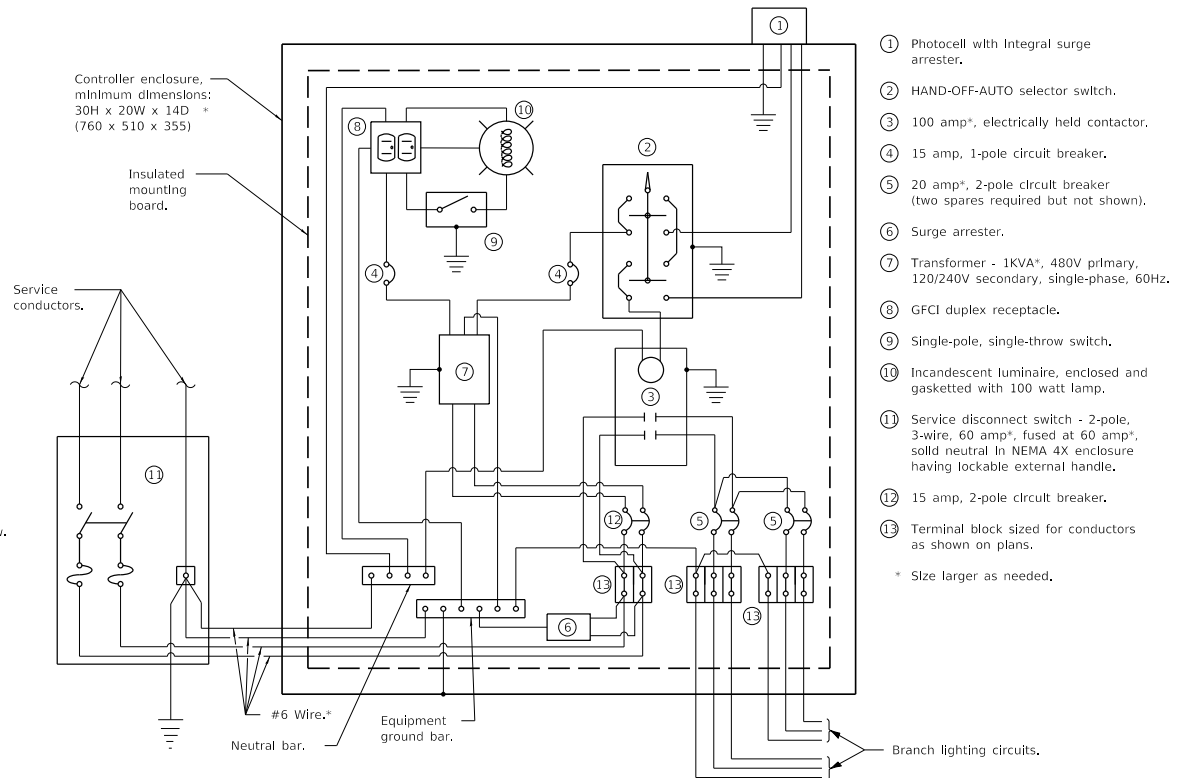 Controller enclosure,
minimum dimensions:
30H x 20W x 14D *
(760 x 510 x 355)
Insulated
mounting
board.
Service
conductors.
w.
#6 Wire.*
Neutral bar.
Equipment
ground bar.
Branch lighting circuits.
1
10
8
2
9
4
4
7
3
11
12
5
5
13
13
6
13
1 Photocell with integral surge
arrester.
2 HAND-OFF-AUTO selector switch.
3 100 amp*, electrically held contactor.
4 15 amp, 1-pole circuit breaker.
5 20 amp*, 2-pole circuit breaker
(two spares required but not shown).
6 Surge arrester.
7 Transformer - 1KVA*, 480V primary,
120/240V secondary, single-phase, 60Hz.
8 GFCI duplex receptacle.
9 Single-pole, single-throw switch.
10 Incandescent luminaire, enclosed and
gasketted with 100 watt lamp.
11 Service disconnect switch - 2-pole,
3-wire, 60 amp*, fused at 60 amp*,
solid neutral in NEMA 4X enclosure
having lockable external handle.
12 15 amp, 2-pole circuit breaker.
13 Terminal block sized for conductors
as shown on plans.
* Size larger as needed.